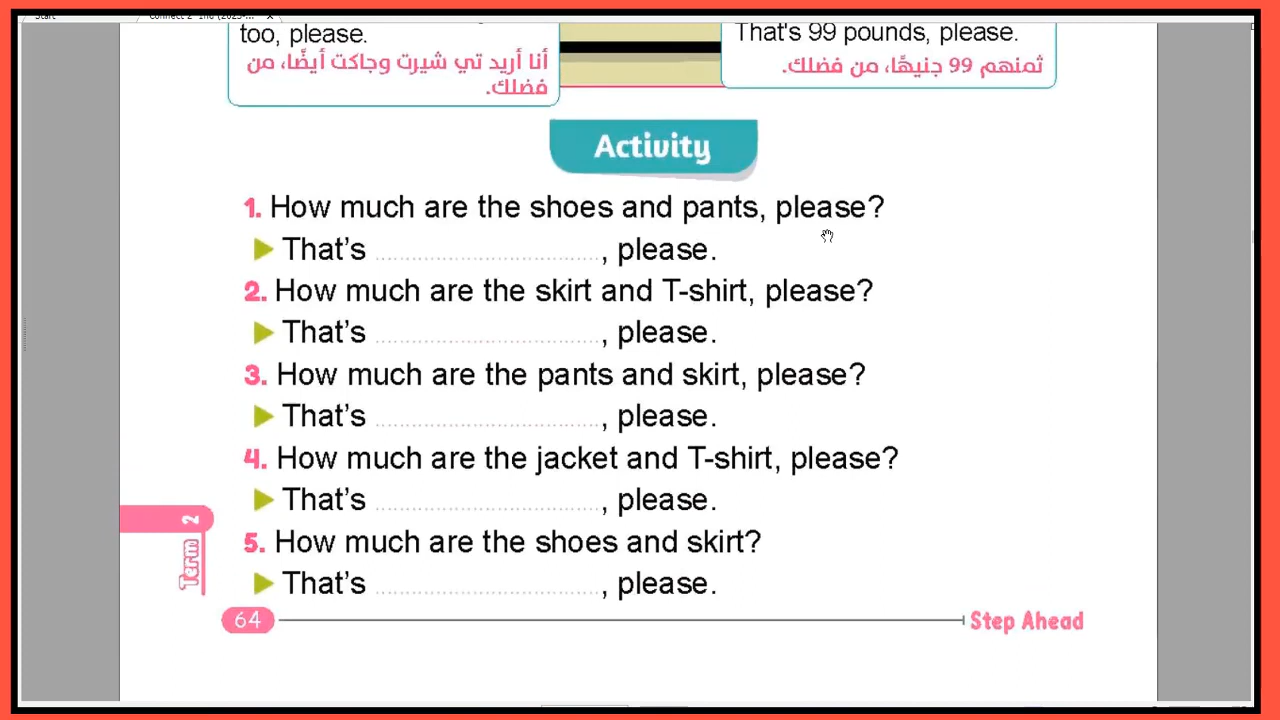 Start
too, please.
أنا أريد تي شيرت وجاكت أيضًا، من
فضلك.
That's 99 pounds, please.
ثمنهم 99 جنيهًا، من فضلك.
Activity
1. How much are the shoes and pants, please?
That's ............................ , please.
2. How much are the skirt and T-shirt, please?
That's ............................ , please.
3. How much are the pants and skirt, please?
That's ............................ , please.
4. How much are the jacket and T-shirt, please?
That's ............................ , please.
5. How much are the shoes and skirt?
That's ............................ , please.
Term 2
64
Step Ahead